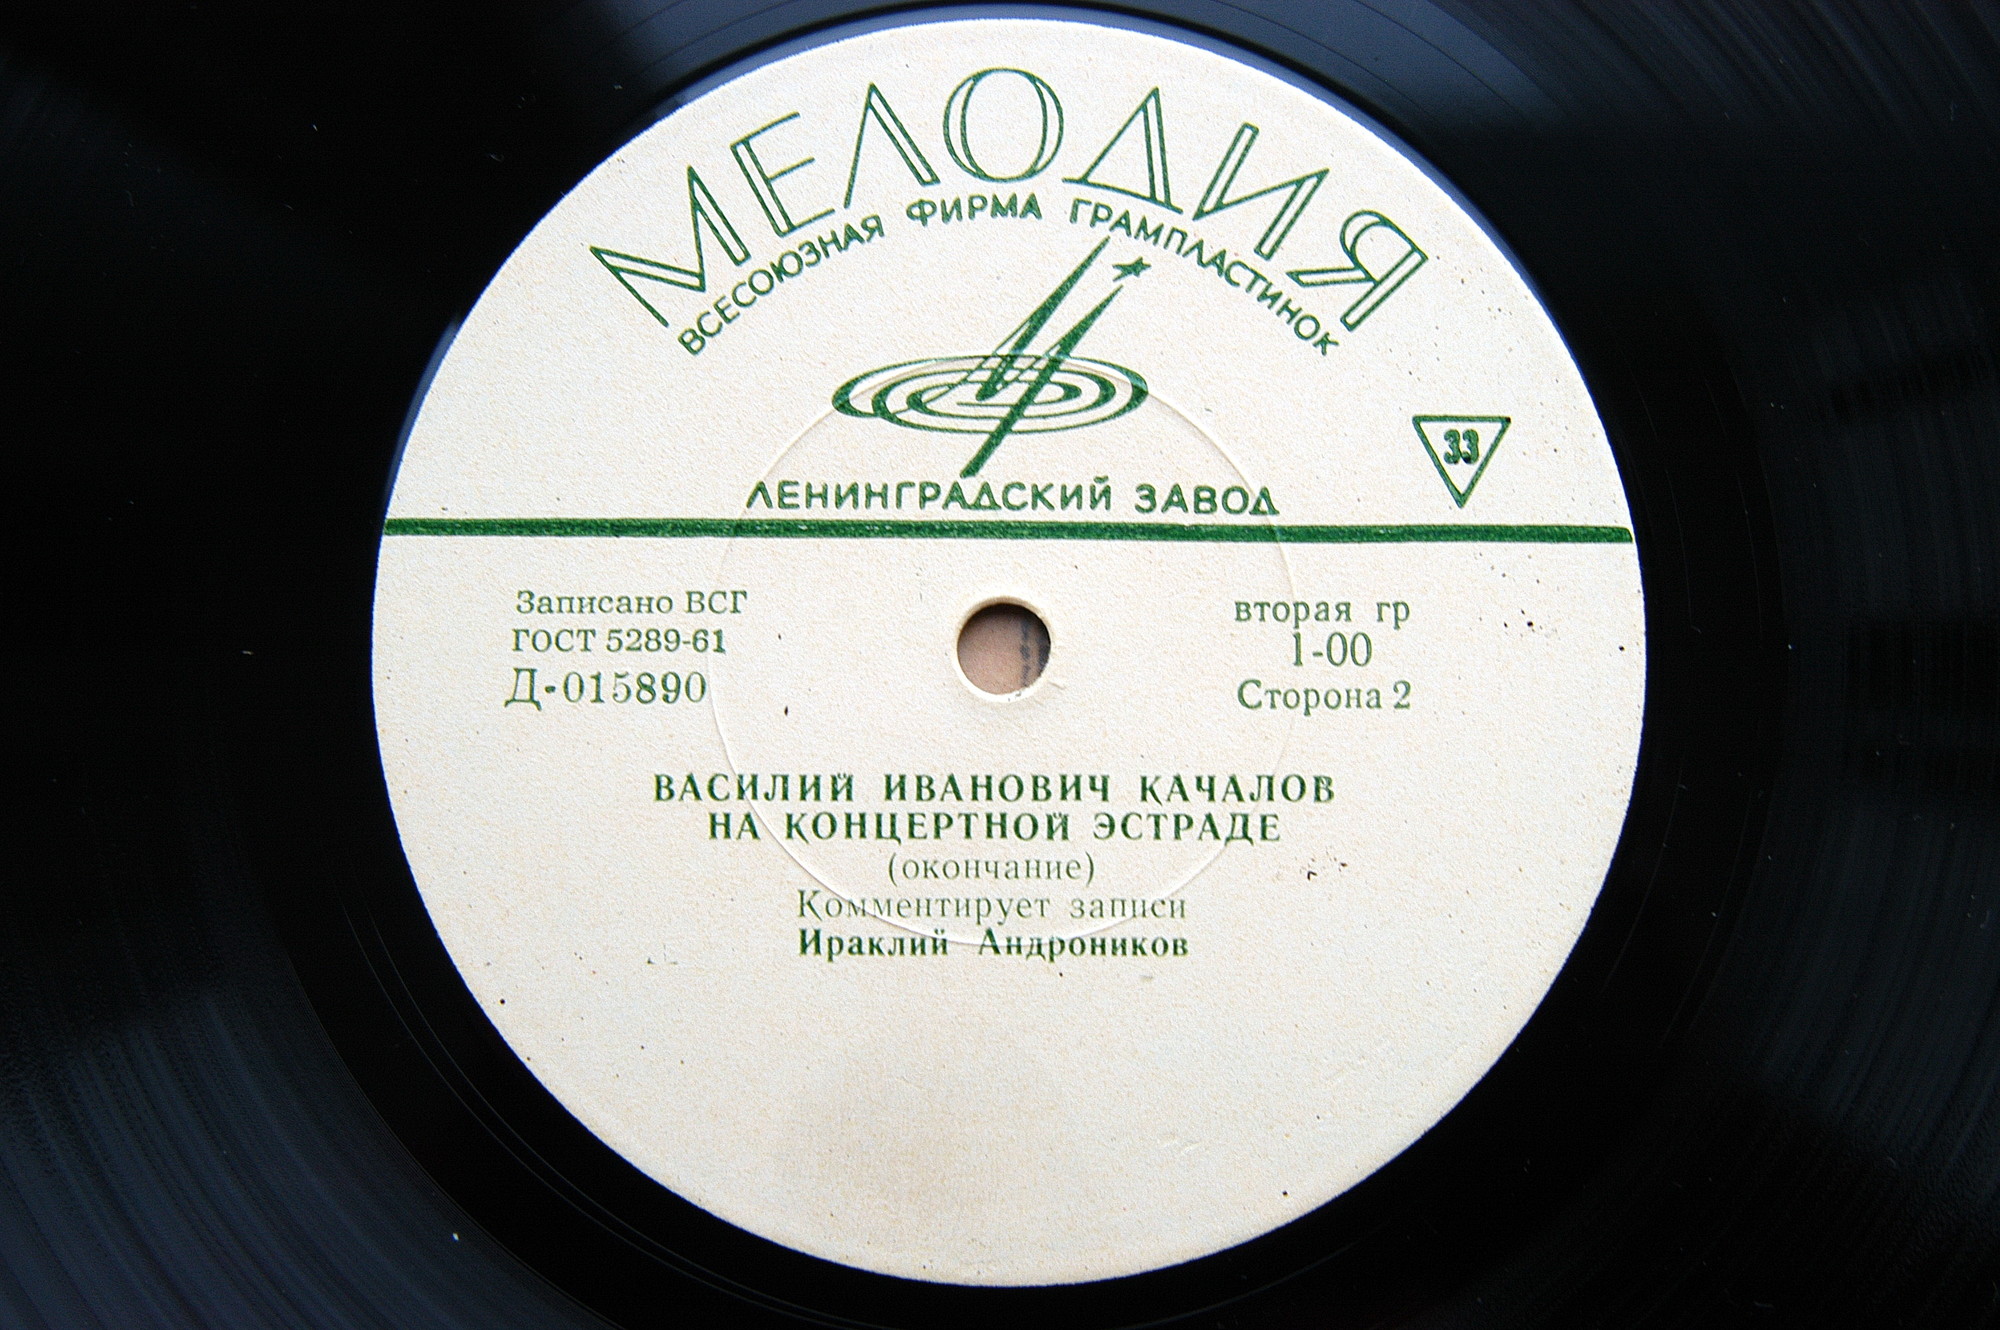 МЕЛОДИЯ
ВСЕСОЮЗНАЯ ФИРМА ГРАМПЛАСТИНОК
33
ЛЕНИНГРАДСКИЙ ЗАВОД
Записано ВСГ
ГОСТ 5289-61
Д-015890
вторая гр
1-00
Сторона 2
ВАСИЛИЙ ИВАНОВИЧ КАЧАЛОВ
НА КОНЦЕРТНОЙ ЭСТРАДЕ
(окончание)
Комментирует записи
Ираклий Андроников